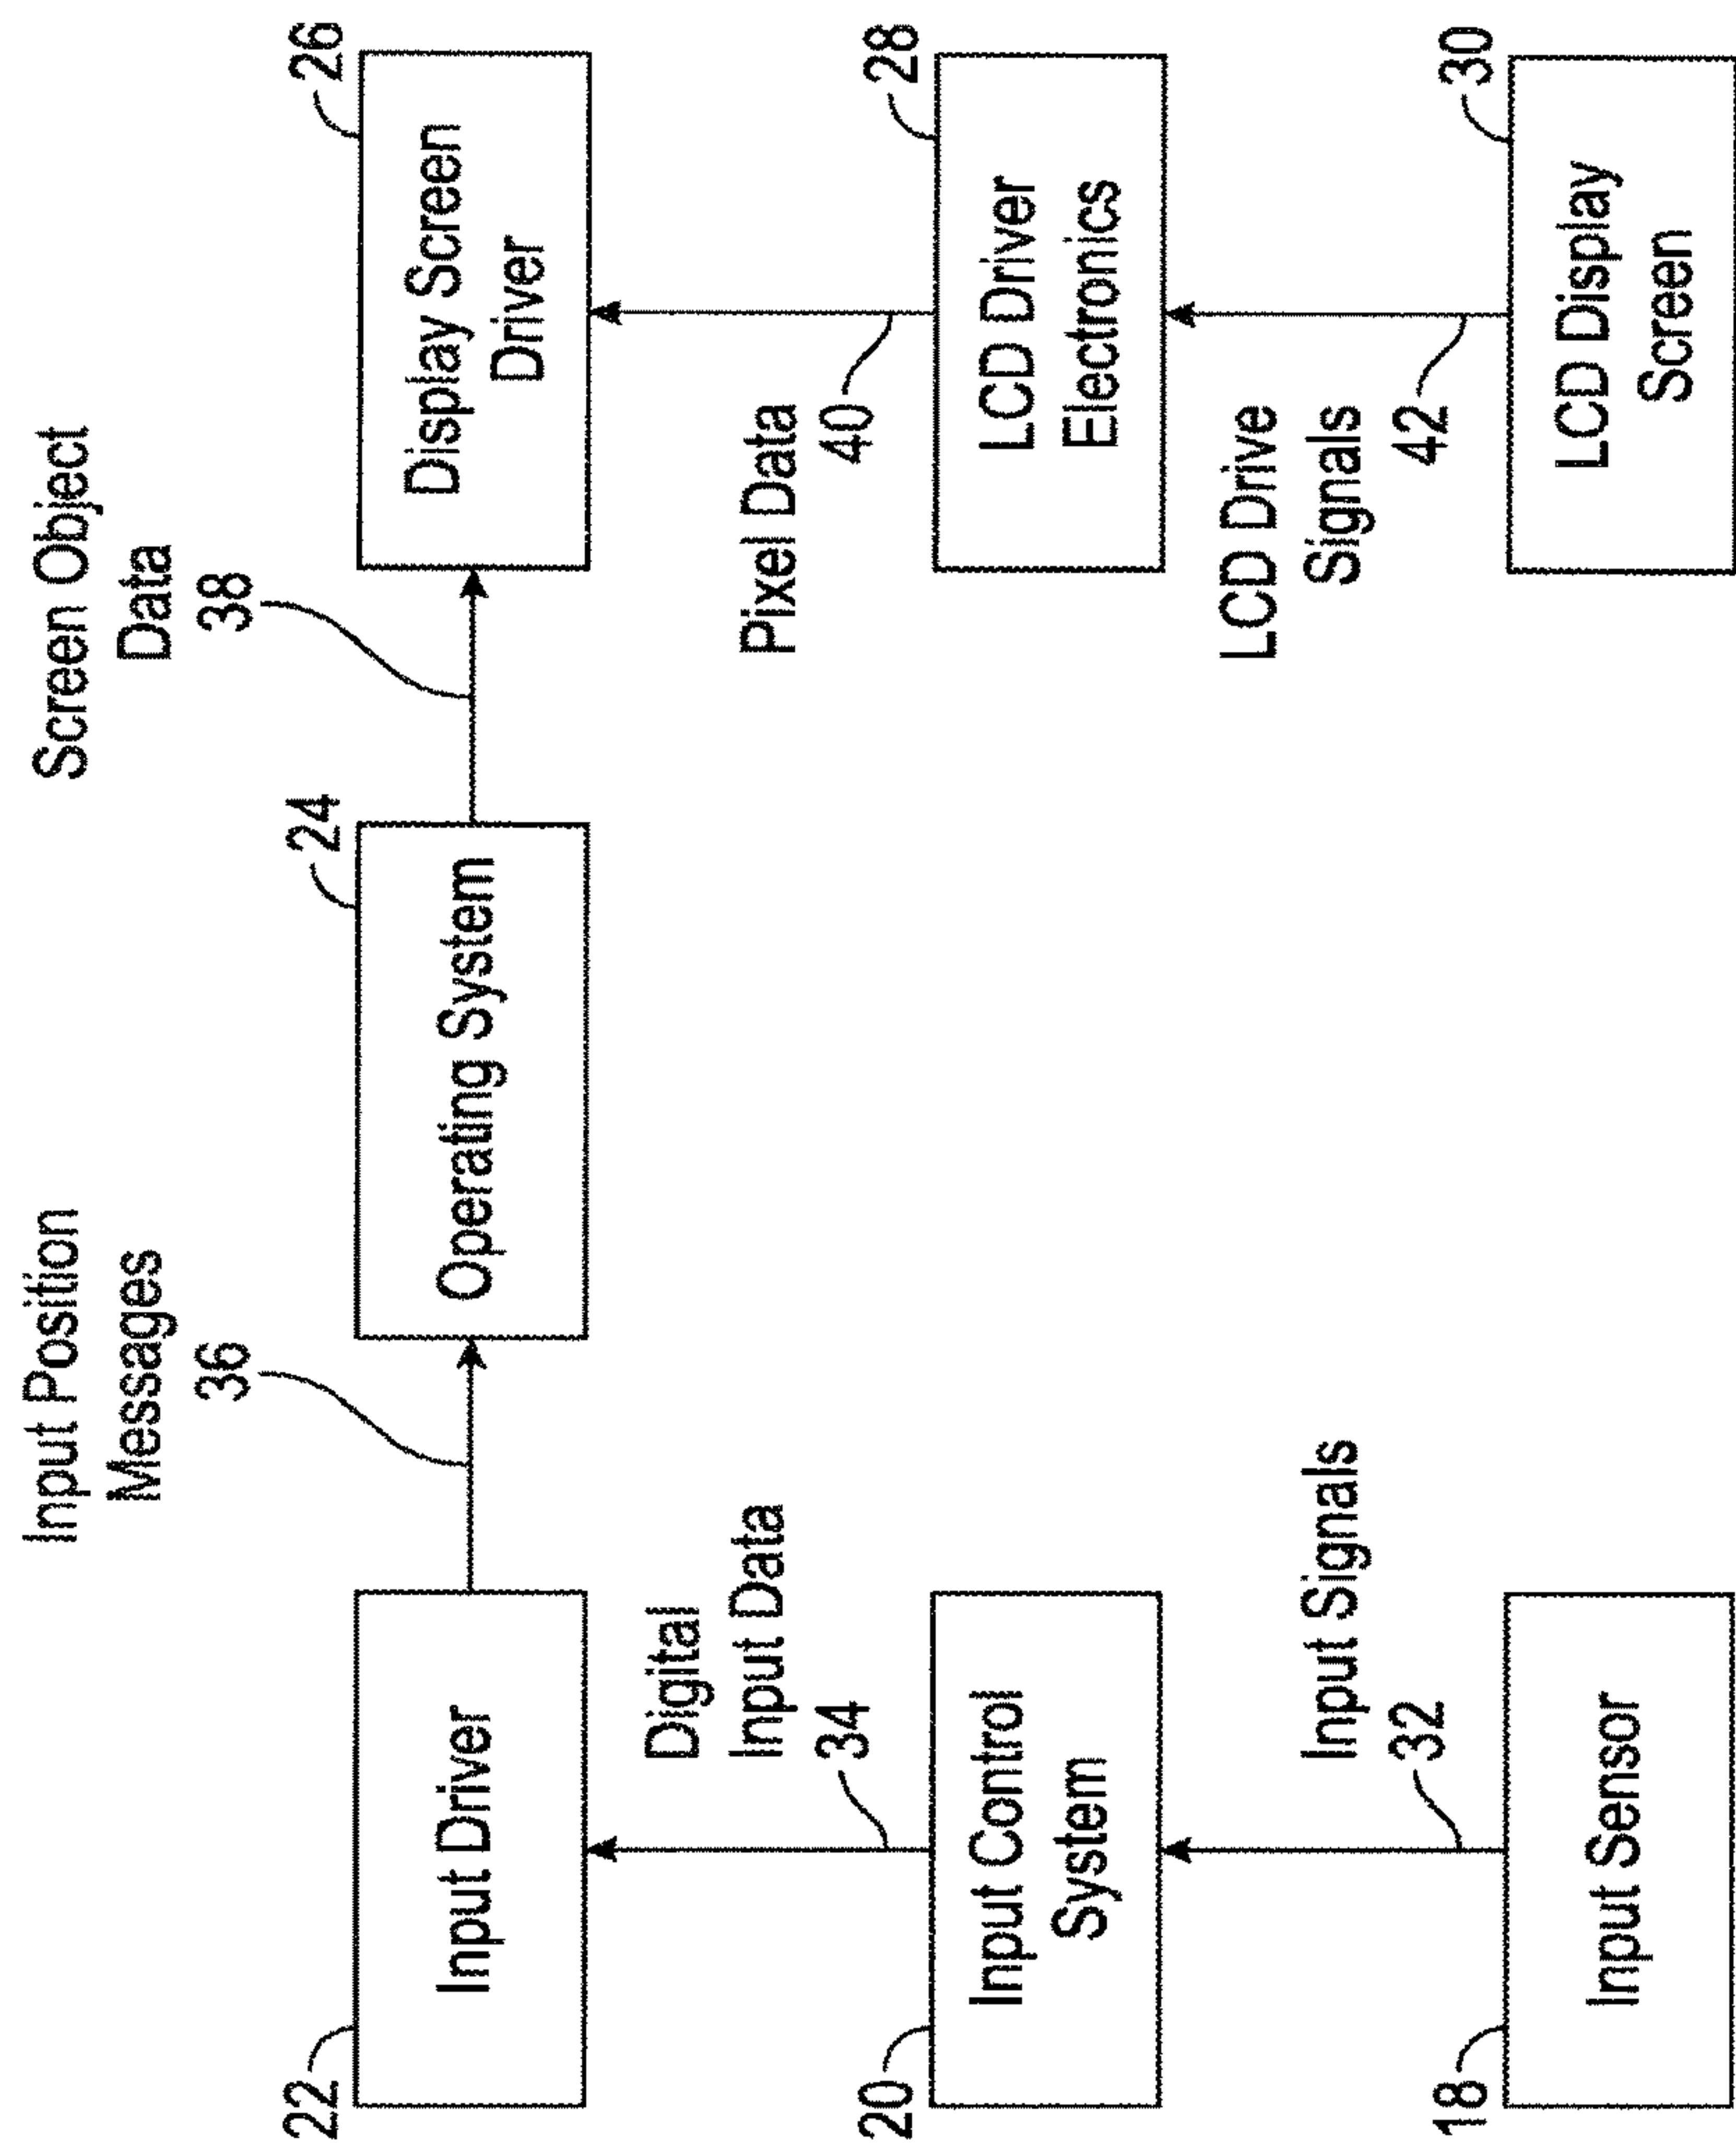 Input Position
Messages
36
Screen Object
Data
38
22
Input Driver
24
Operating System
26
Display Screen
Driver
Digital
Input Data
34
Pixel Data
40
20
Input Control
System
28
LCD Driver
Electronics
Input Signals
32
LCD Drive
Signals
42
18
Input Sensor
30
LCD Display
Screen